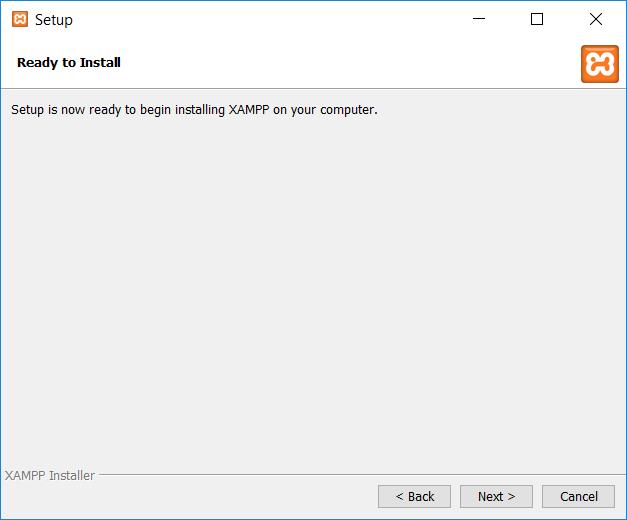 Setup
Ready to Install
Setup is now ready to begin installing XAMPP on your computer.
XAMPP Installer
< Back Next > Cancel